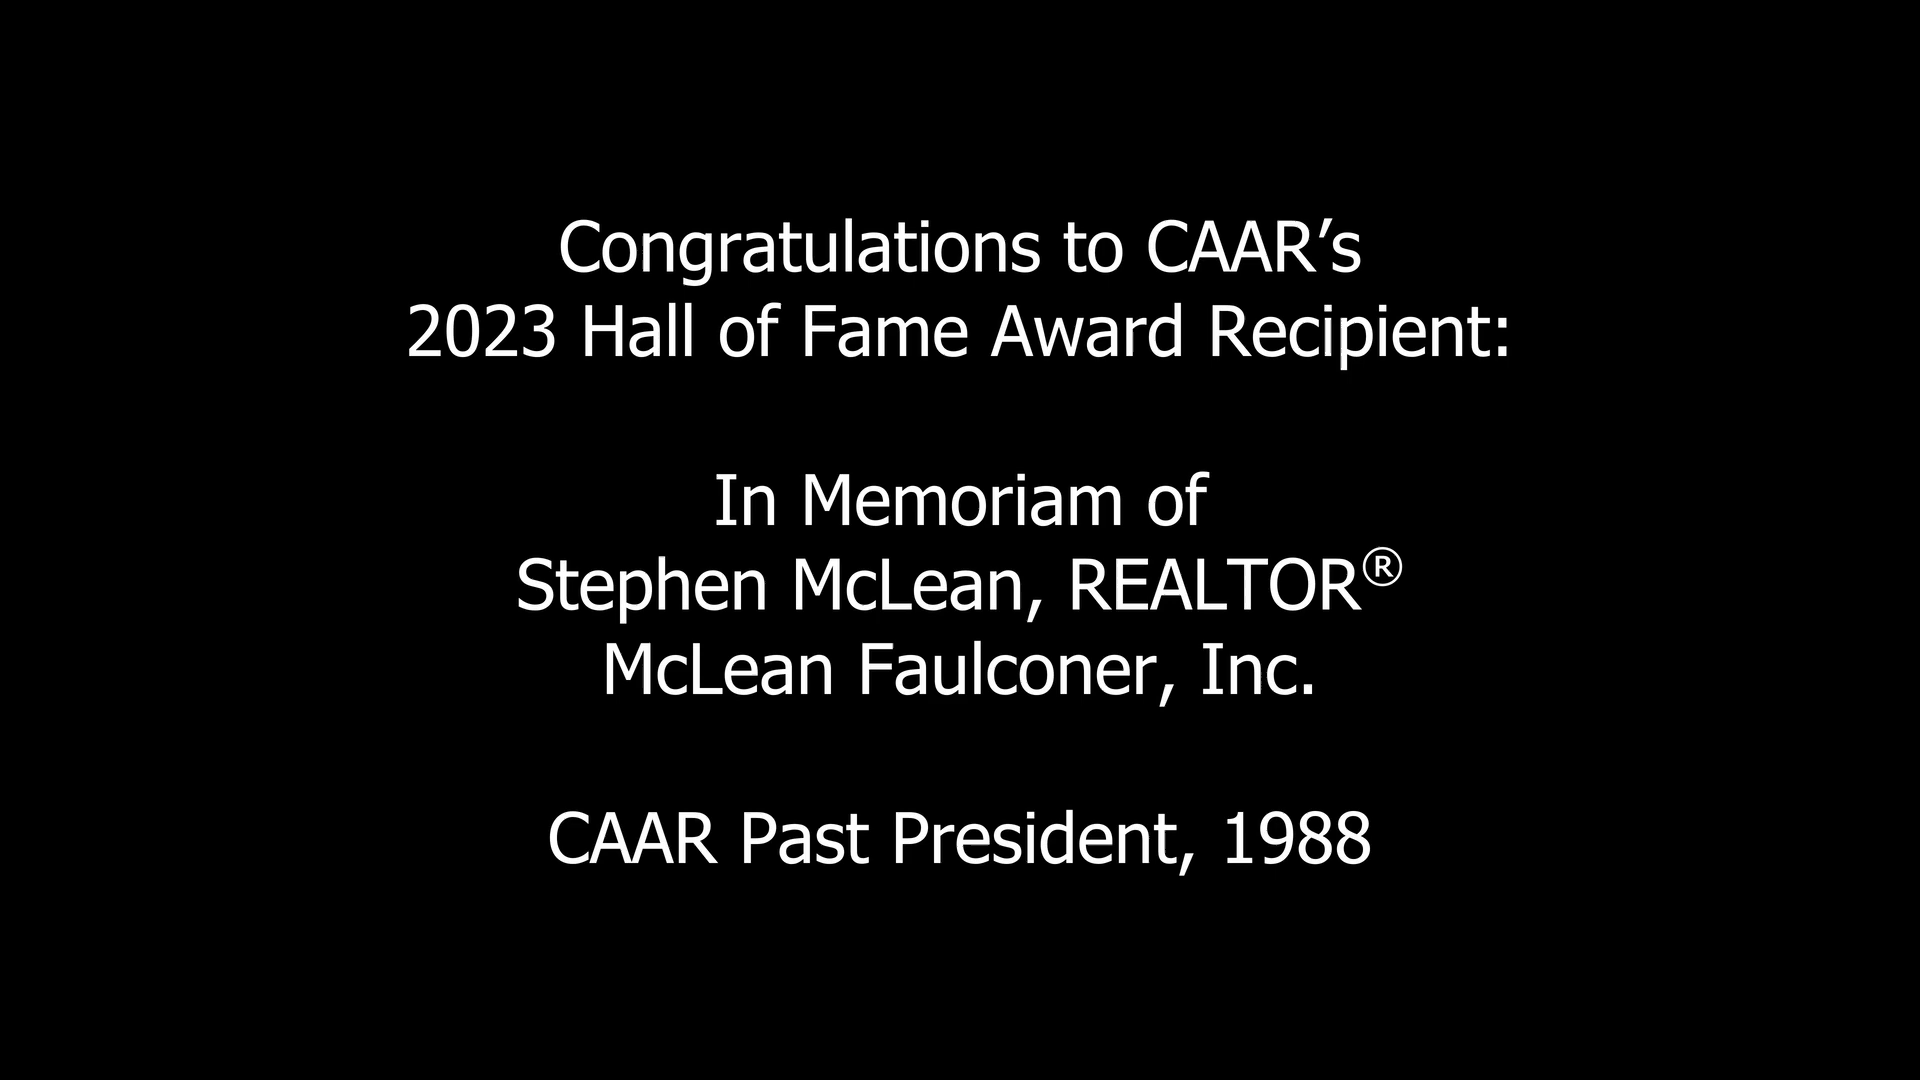 Congratulations to CAAR’s
2023 Hall of Fame Award Recipient:
In Memoriam of
Stephen McLean, REALTOR®
McLean Faulconer, Inc.
CAAR Past President, 1988